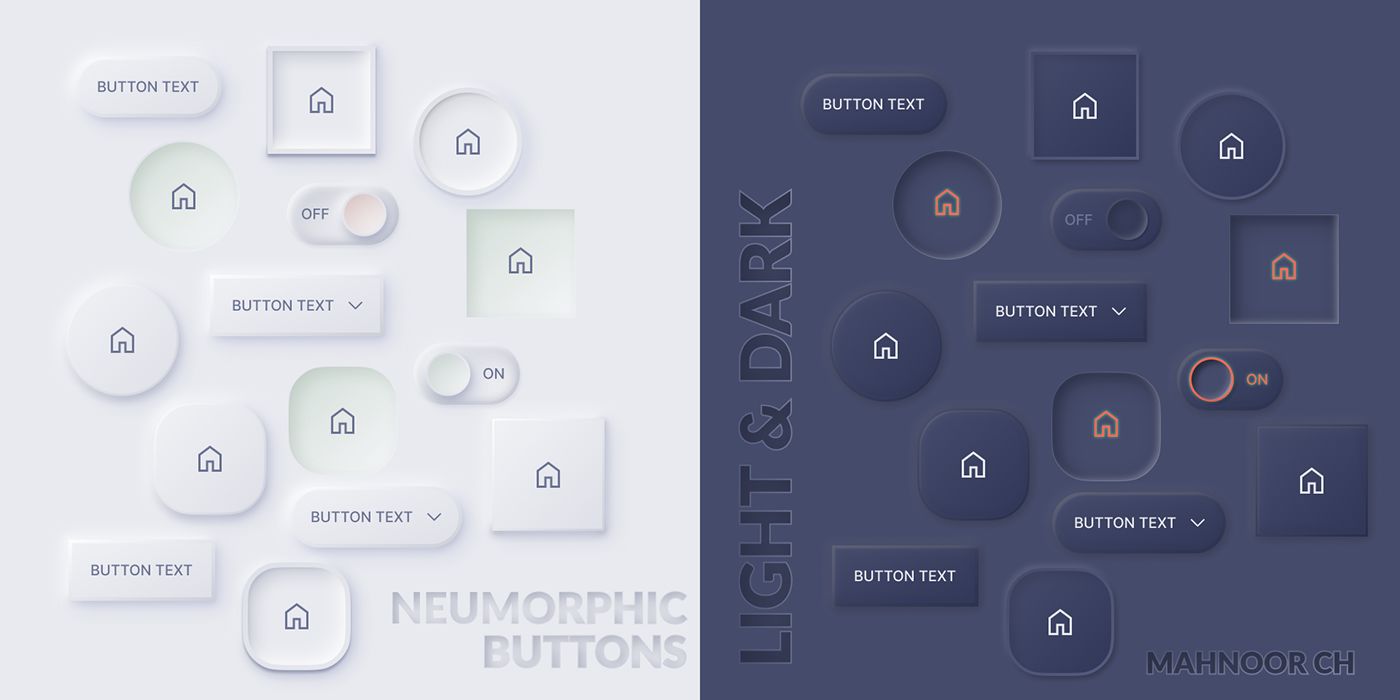 BUTTON TEXT
OFF
BUTTON TEXT
ON
BUTTON TEXT
BUTTON TEXT
NEUMORPHIC
BUTTONS
LIGHT & DARK
BUTTON TEXT
OFF
BUTTON TEXT
ON
BUTTON TEXT
BUTTON TEXT
MAHNOOR CH